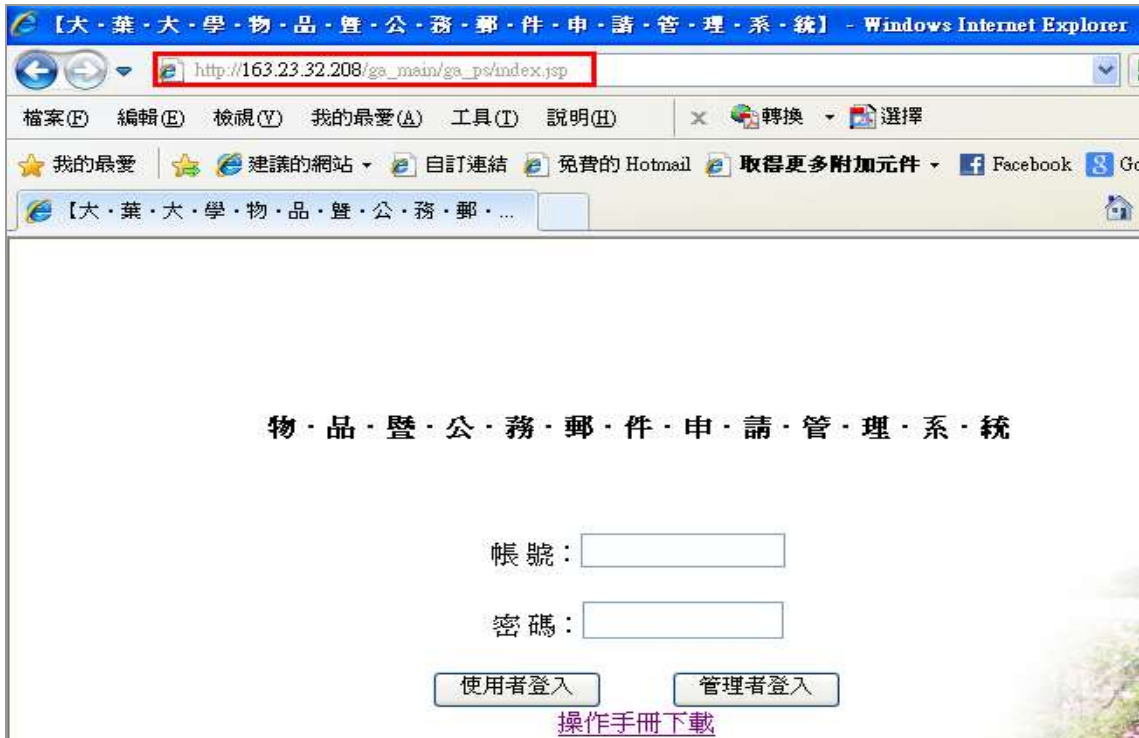 【大‧葉‧大‧學‧物‧品‧暨‧公‧務‧郵‧件‧申‧請‧管‧理‧系‧統】 - Windows Internet Explorer
http://163.23.32.208/ga_main/ga_ps/index.jsp
檔案(F) 編輯(E) 檢視(V) 我的最愛(A) 工具(T) 說明(H) x 轉換 選擇
我的最愛 建議的網站 自訂連結 免費的 Hotmail 取得更多附加元件 Facebook Go
【大‧葉‧大‧學‧物‧品‧暨‧公‧務‧郵‧...
物‧品‧暨‧公‧務‧郵‧件‧申‧請‧管‧理‧系‧統
帳號：
密碼：
使用者登入 管理者登入
操作手冊下載